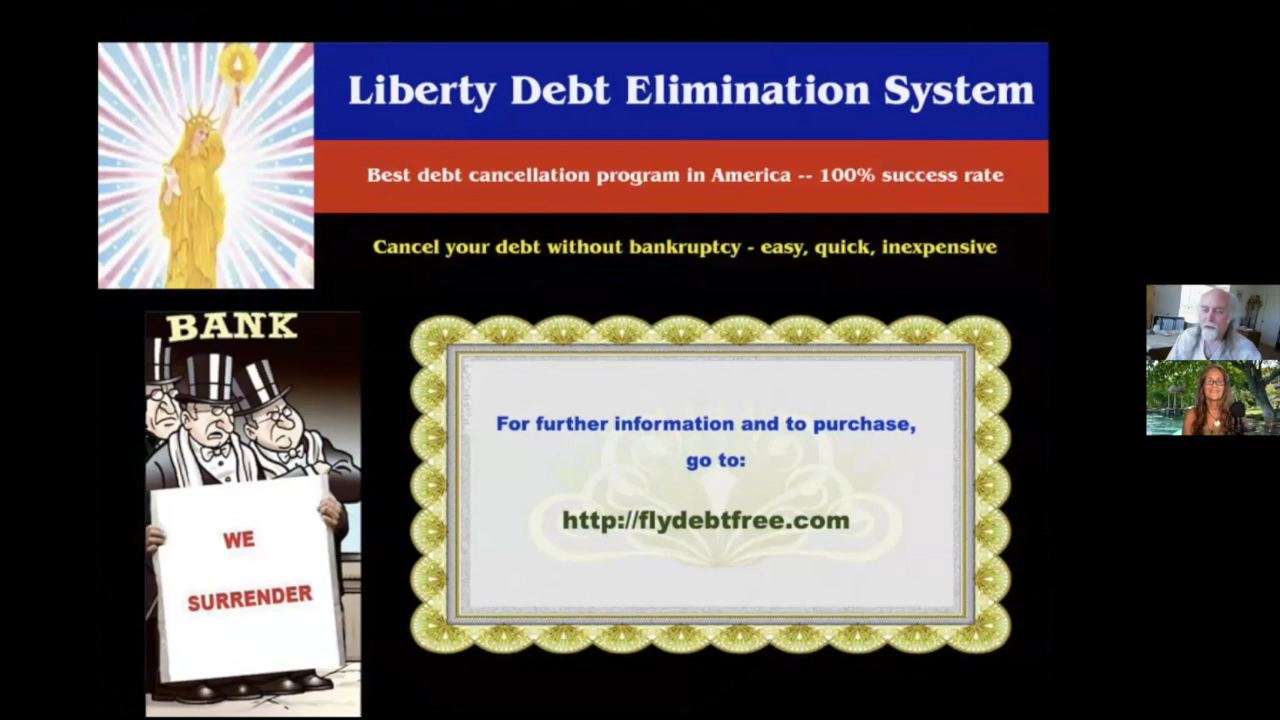 Liberty Debt Elimination System
Best debt cancellation program in America -- 100% success rate
Cancel your debt without bankruptcy - easy, quick, inexpensive
BANK
WE
SURRENDER
For further information and to purchase,
go to:
http://flydebtfree.com